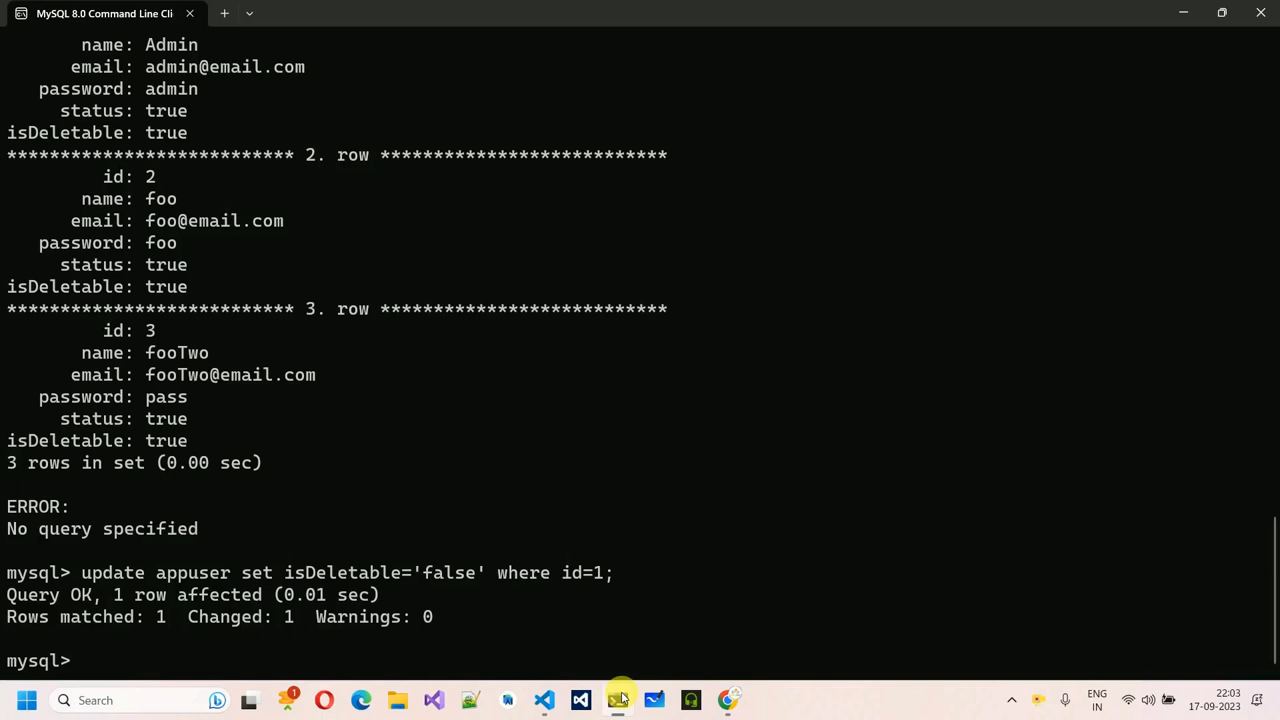 MySQL 8.0 Command Line Cli
name: Admin
email: admin@email.com
password: admin
status: true
isDeletable: true
*************************** 2. row ***************************
id: 2
name: foo
email: foo@email.com
password: foo
status: true
isDeletable: true
*************************** 3. row ***************************
id: 3
name: fooTwo
email: fooTwo@email.com
password: pass
status: true
isDeletable: true
3 rows in set (0.00 sec)
ERROR:
No query specified
mysql> update appuser set isDeletable='false' where id=1;
Query OK, 1 row affected (0.01 sec)
Rows matched: 1  Changed: 1  Warnings: 0
mysql>
Search
1
ENG
IN
22:03
17-09-2023